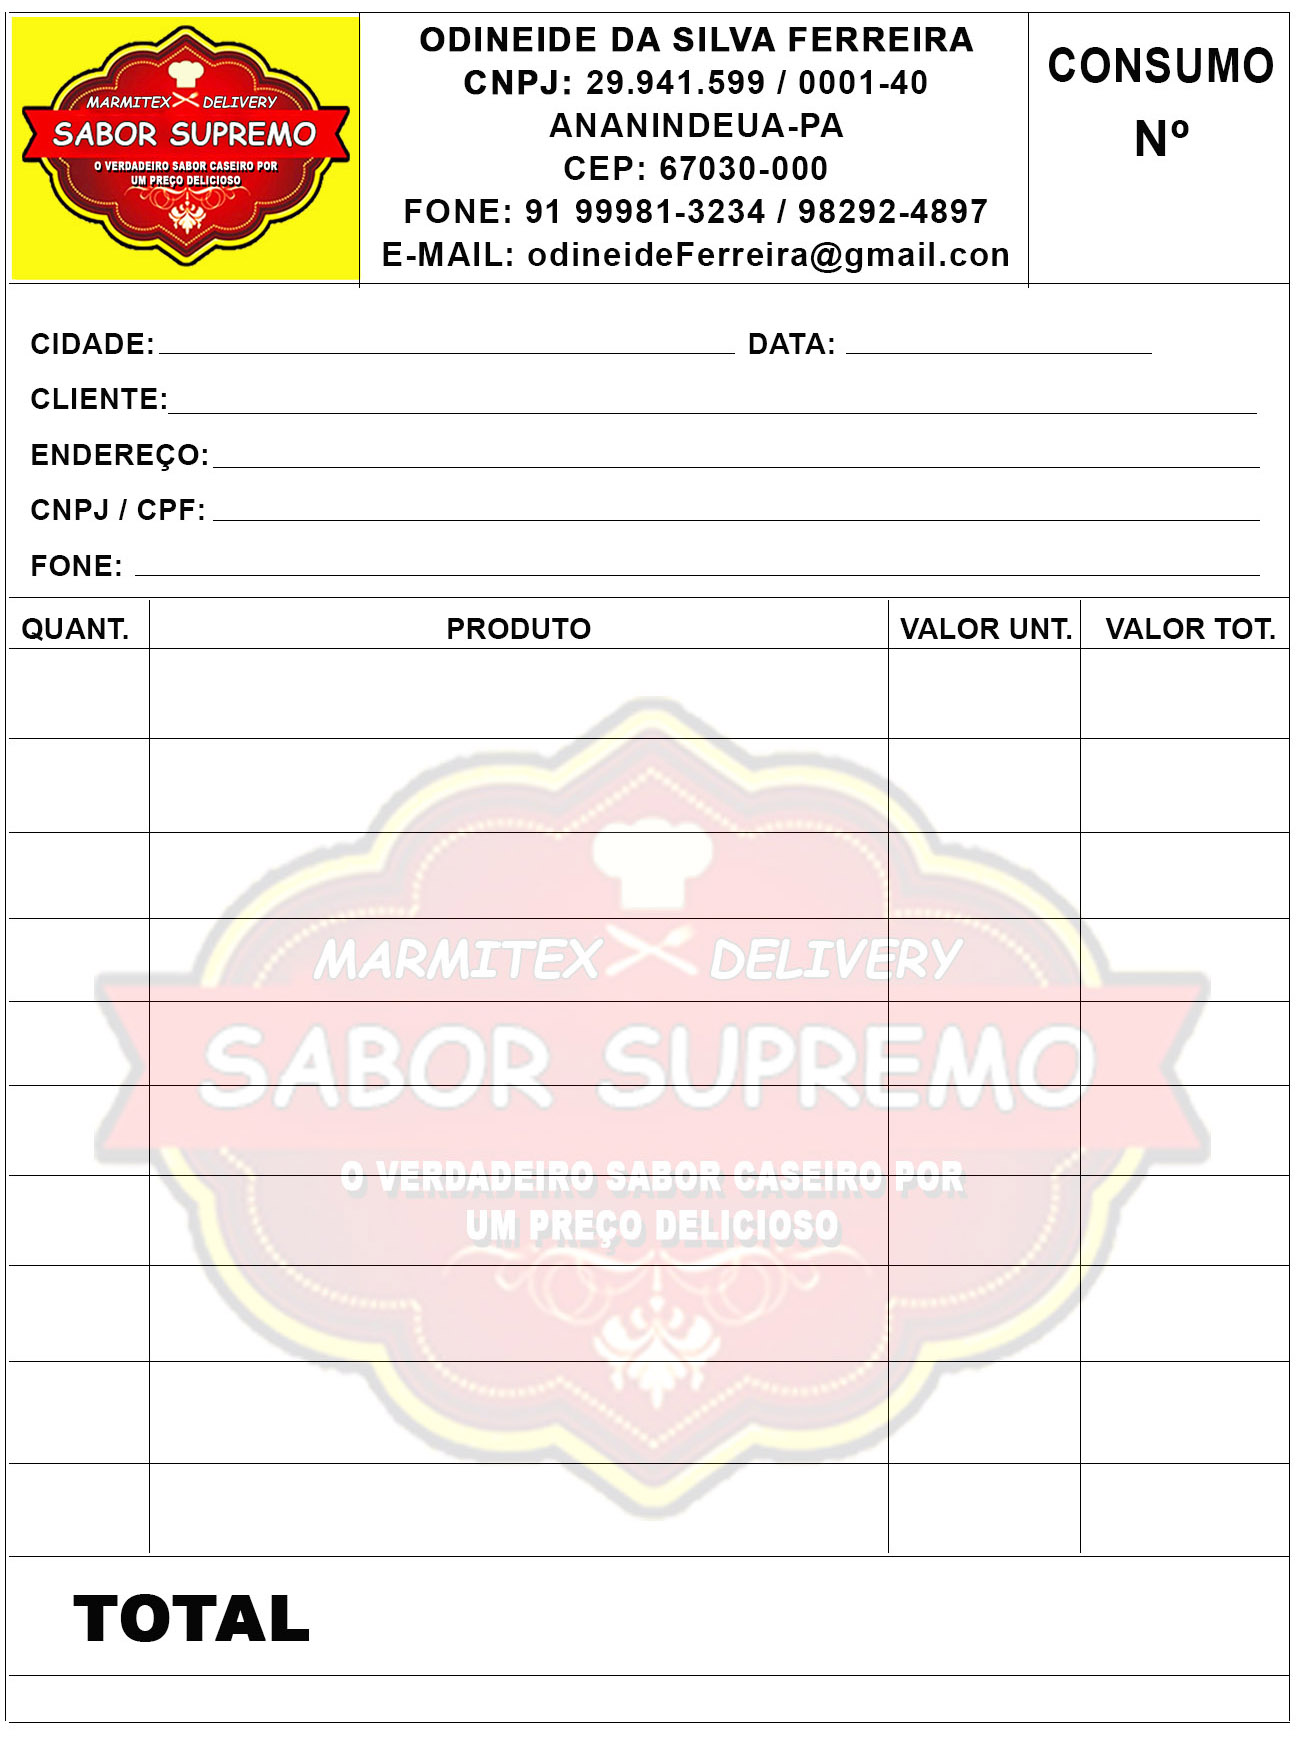 MARMITEX DELIVERY
SABOR SUPREMO
O VERDADEIRO SABOR CASEIRO POR
UM PREÇO DELICIOSO
ODINEIDE DA SILVA FERREIRA
CNPJ: 29.941.599 / 0001-40
ANANINDEUA-PA
CEP: 67030-000
FONE: 91 99981-3234 / 98292-4897
E-MAIL: odineideFerreira@gmail.con
CONSUMO
Nº
CIDADE: DATA:
CLIENTE:
ENDEREÇO:
CNPJ / CPF:
FONE:
QUANT. PRODUTO VALOR UNT. VALOR TOT.
MARMITEX DELIVERY
SABOR SUPREMO
O VERDADEIRO SABOR CASEIRO POR
UM PREÇO DELICIOSO
TOTAL